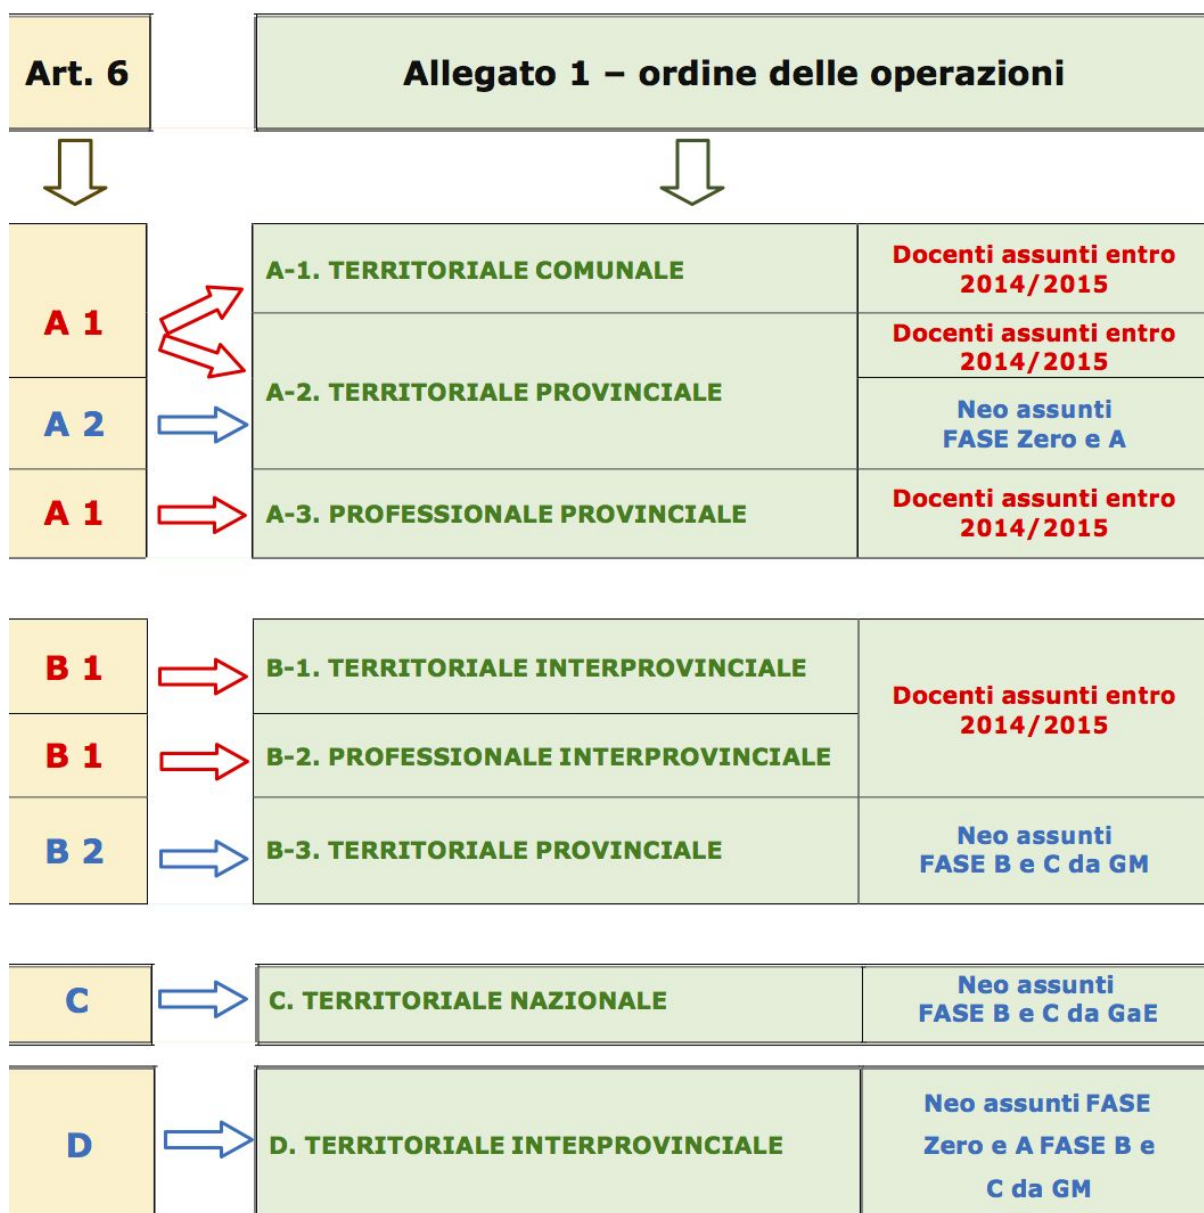 Art. 6
Allegato 1 – ordine delle operazioni
A 1
A-1. TERRITORIALE COMUNALE
Docenti assunti entro
2014/2015
A-2. TERRITORIALE PROVINCIALE
Docenti assunti entro
2014/2015
A 2
Neo assunti
FASE Zero e A
A 1
A-3. PROFESSIONALE PROVINCIALE
Docenti assunti entro
2014/2015
B 1
B-1. TERRITORIALE INTERPROVINCIALE
Docenti assunti entro
2014/2015
B 1
B-2. PROFESSIONALE INTERPROVINCIALE
B 2
B-3. TERRITORIALE PROVINCIALE
Neo assunti
FASE B e C da GM
C
C. TERRITORIALE NAZIONALE
Neo assunti
FASE B e C da GaE
D
D. TERRITORIALE INTERPROVINCIALE
Neo assunti FASE
Zero e A FASE B e
C da GM